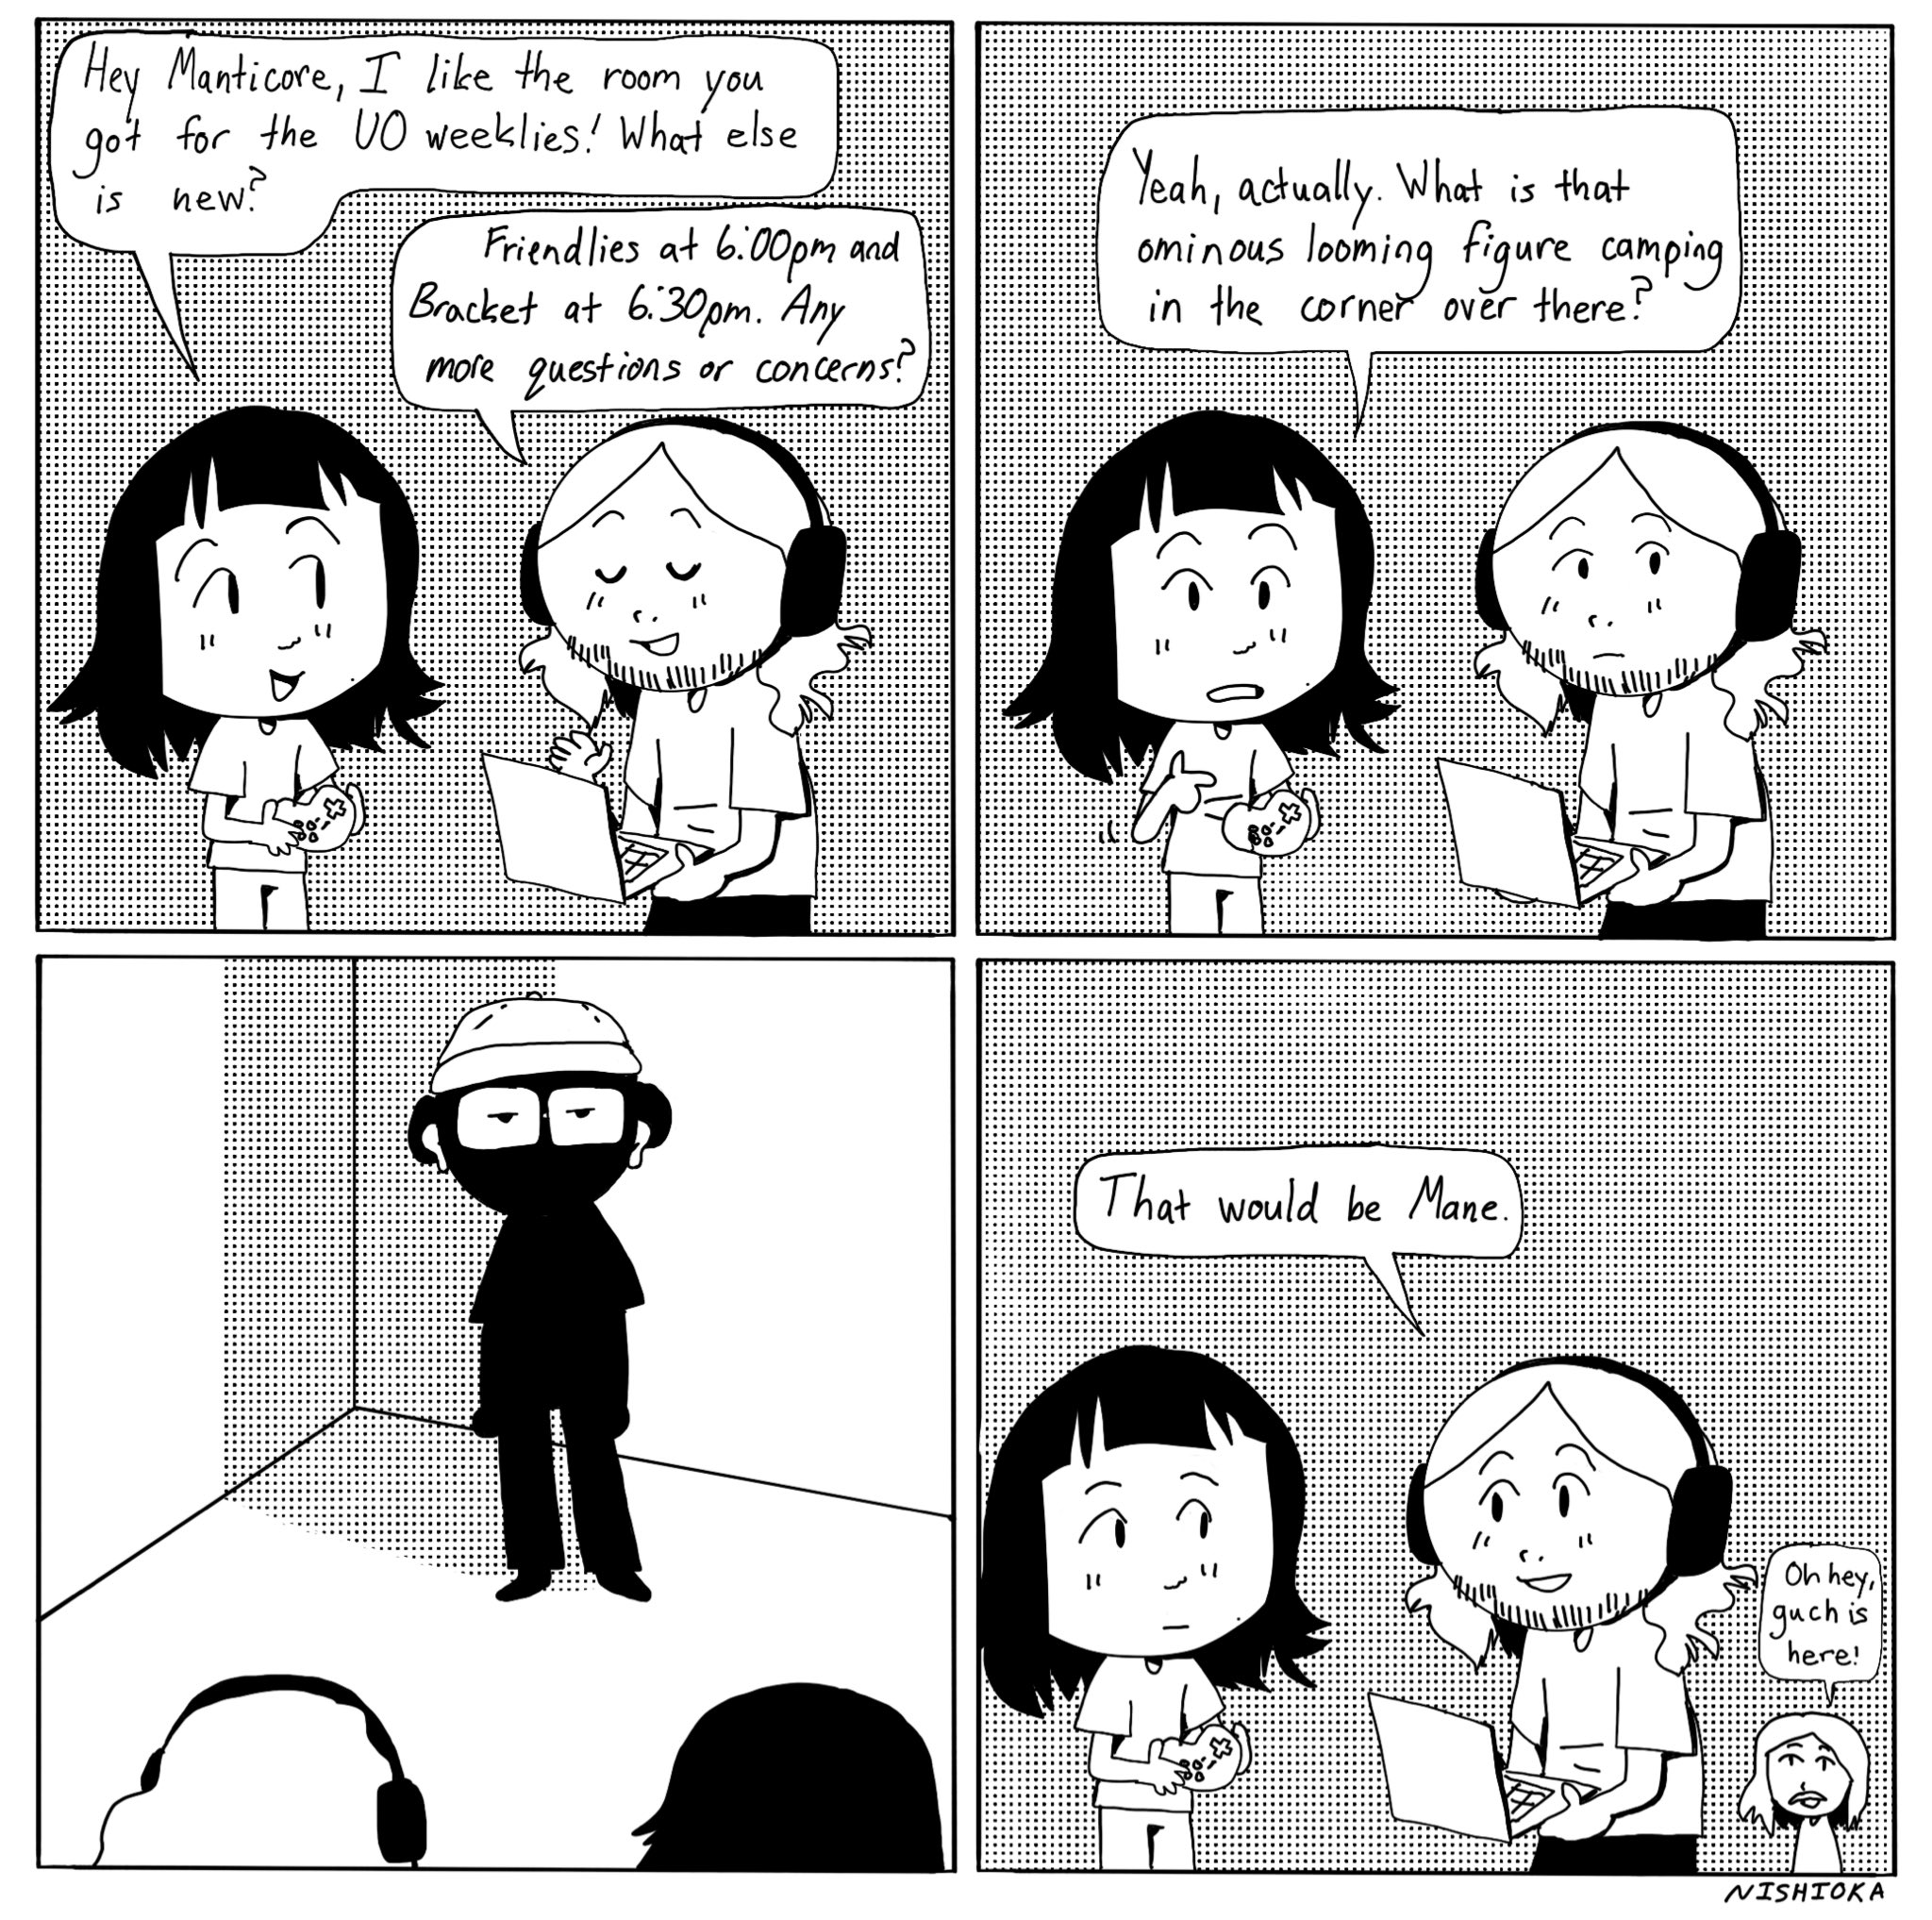 Hey Manticore, I like the room you
got for the UO weeklies! What else
is new?
Friendlies at 6:00pm and
Bracket at 6:30pm. Any
more questions or concerns?
Yeah, actually. What is that
ominous looming figure camping
in the corner over there?
That would be Mane.
Oh hey,
guch is
here!
NISHIOKA